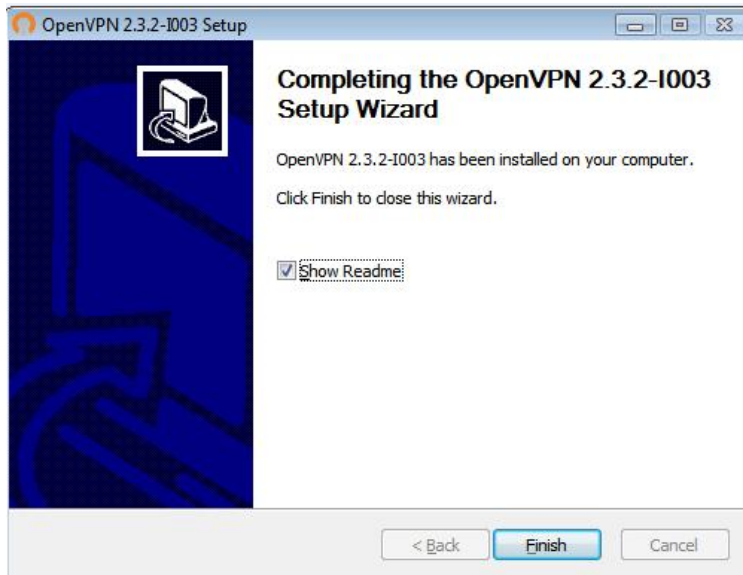 OpenVPN 2.3.2-I003 Setup
Completing the OpenVPN 2.3.2-I003
Setup Wizard
OpenVPN 2.3.2-I003 has been installed on your computer.
Click Finish to close this wizard.
Show Readme
< Back Finish Cancel